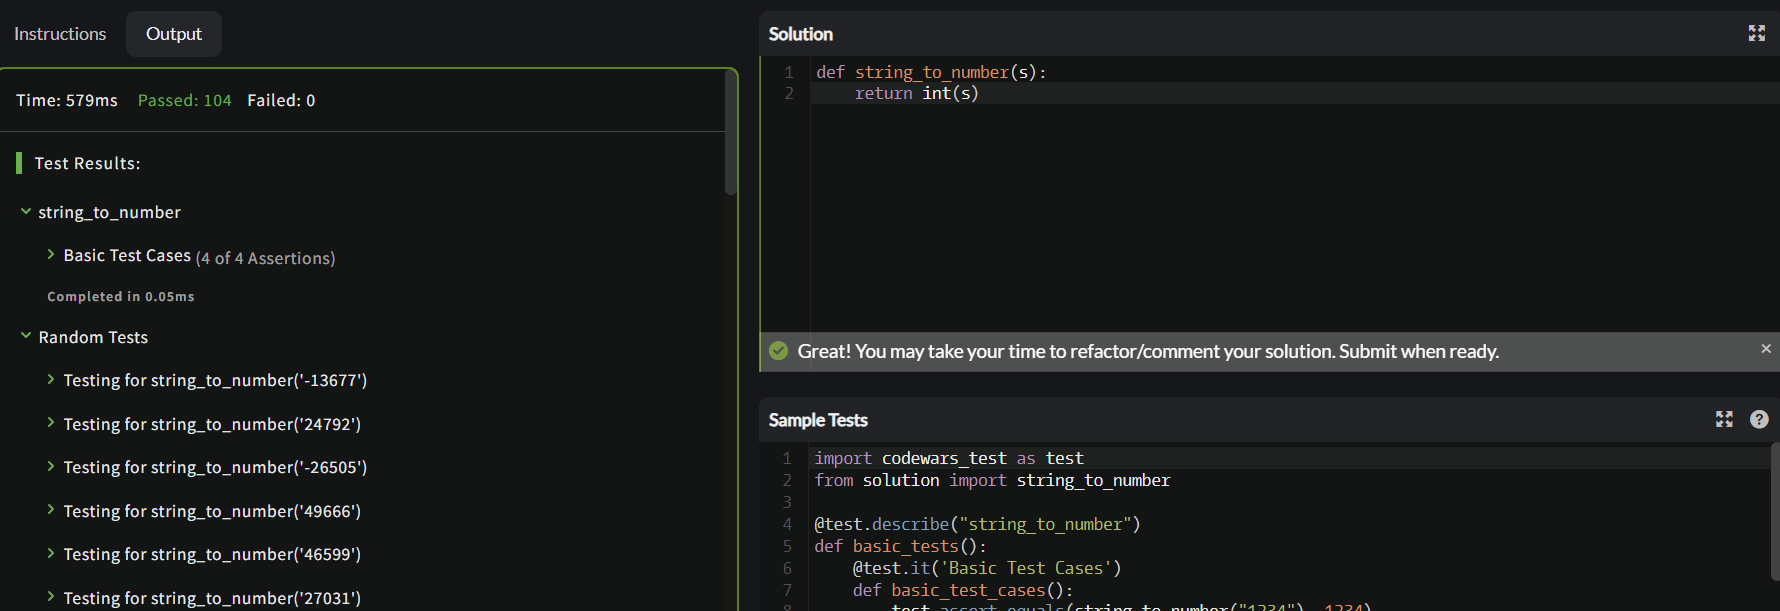 Instructions
Output
Time: 579ms Passed: 104 Failed: 0
Test Results:
string_to_number
Basic Test Cases (4 of 4 Assertions)
Completed in 0.05ms
Random Tests
Testing for string_to_number('-13677')
Testing for string_to_number('24792')
Testing for string_to_number('-26505')
Testing for string_to_number('49666')
Testing for string_to_number('46599')
Testing for string_to_number('27031')
Solution
1 def string_to_number(s):
2     return int(s)
Great! You may take your time to refactor/comment your solution. Submit when ready.
Sample Tests
1 import codewars_test as test
2 from solution import string_to_number
3
4 @test.describe("string_to_number")
5 def basic_tests():
6     @test.it('Basic Test Cases')
7     def basic_test_cases():
8         test.assert_equals(string_to_number("1234"), 1234)